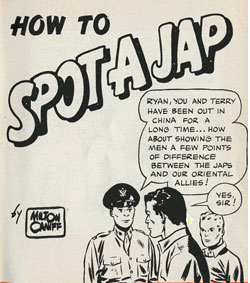 HOW TO
SPOT A JAP
RYAN, YOU AND TERRY
HAVE BEEN OUT IN
CHINA FOR A
LONG TIME... HOW
ABOUT SHOWING THE
MEN A FEW POINTS
OF DIFFERENCE
BETWEEN THE JAPS
AND OUR ORIENTAL
ALLIES!
YES,
SIR!
by
MILTON
CANIFF